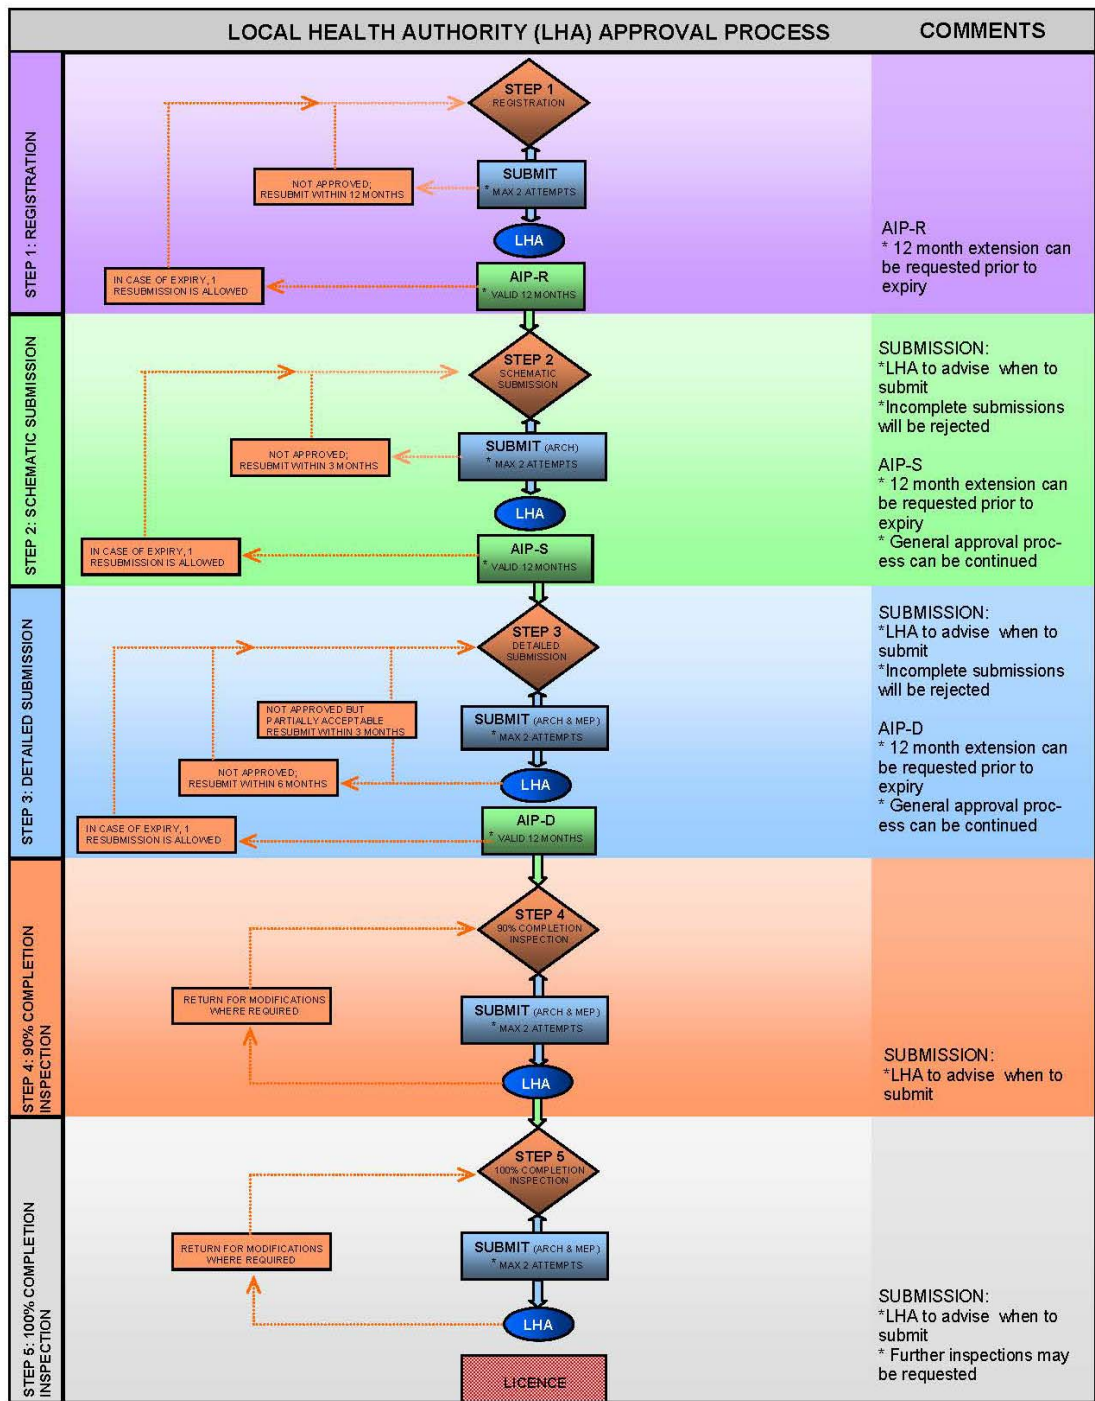 LOCAL HEALTH AUTHORITY (LHA) APPROVAL PROCESS
COMMENTS
STEP 1: REGISTRATION
STEP 1
REGISTRATION
SUBMIT
* MAX 2 ATTEMPTS
NOT APPROVED;
RESUBMIT WITHIN 12 MONTHS
LHA
AIP-R
* VALID 12 MONTHS
IN CASE OF EXPIRY, 1
RESUBMISSION IS ALLOWED
AIP-R
* 12 month extension can
be requested prior to
expiry
STEP 2: SCHEMATIC SUBMISSION
STEP 2
SCHEMATIC
SUBMISSION
SUBMIT (ARCH)
* MAX 2 ATTEMPTS
NOT APPROVED;
RESUBMIT WITHIN 3 MONTHS
LHA
AIP-S
* VALID 12 MONTHS
IN CASE OF EXPIRY, 1
RESUBMISSION IS ALLOWED
SUBMISSION:
*LHA to advise when to
submit
*Incomplete submissions
will be rejected
AIP-S
* 12 month extension can
be requested prior to
expiry
* General approval proc-
ess can be continued
STEP 3: DETAILED SUBMISSION
STEP 3
DETAILED
SUBMISSION
NOT APPROVED BUT
PARTIALLY ACCEPTABLE
RESUBMIT WITHIN 3 MONTHS
SUBMIT (ARCH & MEP)
* MAX 2 ATTEMPTS
NOT APPROVED;
RESUBMIT WITHIN 6 MONTHS
LHA
AIP-D
* VALID 12 MONTHS
IN CASE OF EXPIRY, 1
RESUBMISSION IS ALLOWED
SUBMISSION:
*LHA to advise when to
submit
*Incomplete submissions
will be rejected
AIP-D
* 12 month extension can
be requested prior to
expiry
* General approval proc-
ess can be continued
STEP 4: 90% COMPLETION
INSPECTION
STEP 4
90% COMPLETION
INSPECTION
RETURN FOR MODIFICATIONS
WHERE REQUIRED
SUBMIT (ARCH & MEP)
* MAX 2 ATTEMPTS
LHA
SUBMISSION:
*LHA to advise when to
submit
STEP 5: 100% COMPLETION
INSPECTION
STEP 5
100% COMPLETION
INSPECTION
RETURN FOR MODIFICATIONS
WHERE REQUIRED
SUBMIT (ARCH & MEP)
* MAX 2 ATTEMPTS
LHA
LICENCE
SUBMISSION:
*LHA to advise when to
submit
* Further inspections may
be requested